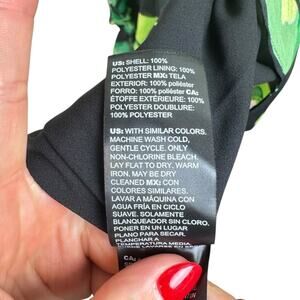 US: SHELL: 100%
POLYESTER LINING: 100%
POLYESTER MX: TELA
EXTERIOR: 100% poliéster
FORRO: 100% poliéster CA:
ÉTOFFE EXTÉRIEURE: 100%
POLYESTER DOUBLURE:
100% POLYESTER
US: WITH SIMILAR COLORS.
MACHINE WASH COLD,
GENTLE CYCLE. ONLY
NON-CHLORINE BLEACH.
LAY FLAT TO DRY. WARM
IRON. MAY BE DRY
CLEANED MX: CON
COLORES SIMILARES.
LAVAR A MÁQUINA CON
AGUA FRÍA EN CICLO
SUAVE. SOLAMENTE
BLANQUEADOR SIN CLORO.
PONER EN UN LUGAR
PLANO PARA SECAR.
PLANCHAR A
TEMPERATURA MEDIA.
CA: